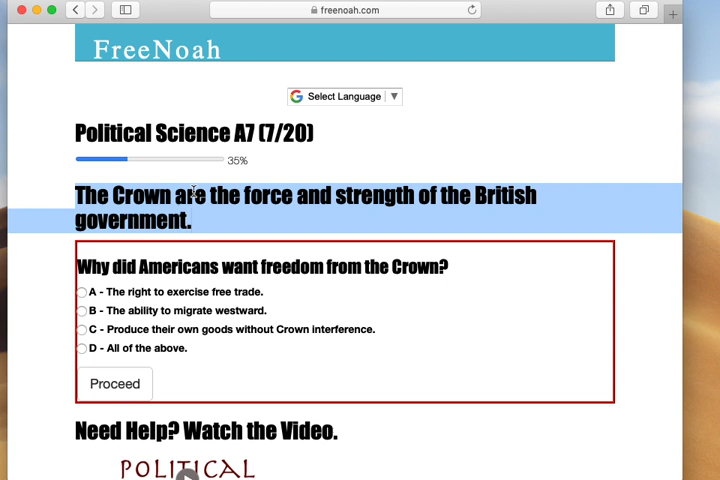 freenoah.com
FreeNoah
Select Language
Political Science A7 (7/20)
35%
The Crown are the force and strength of the British
government.
Why did Americans want freedom from the Crown?
A - The right to exercise free trade.
B - The ability to migrate westward.
C - Produce their own goods without Crown interference.
D - All of the above.
Proceed
Need Help? Watch the Video.
POLITICAL